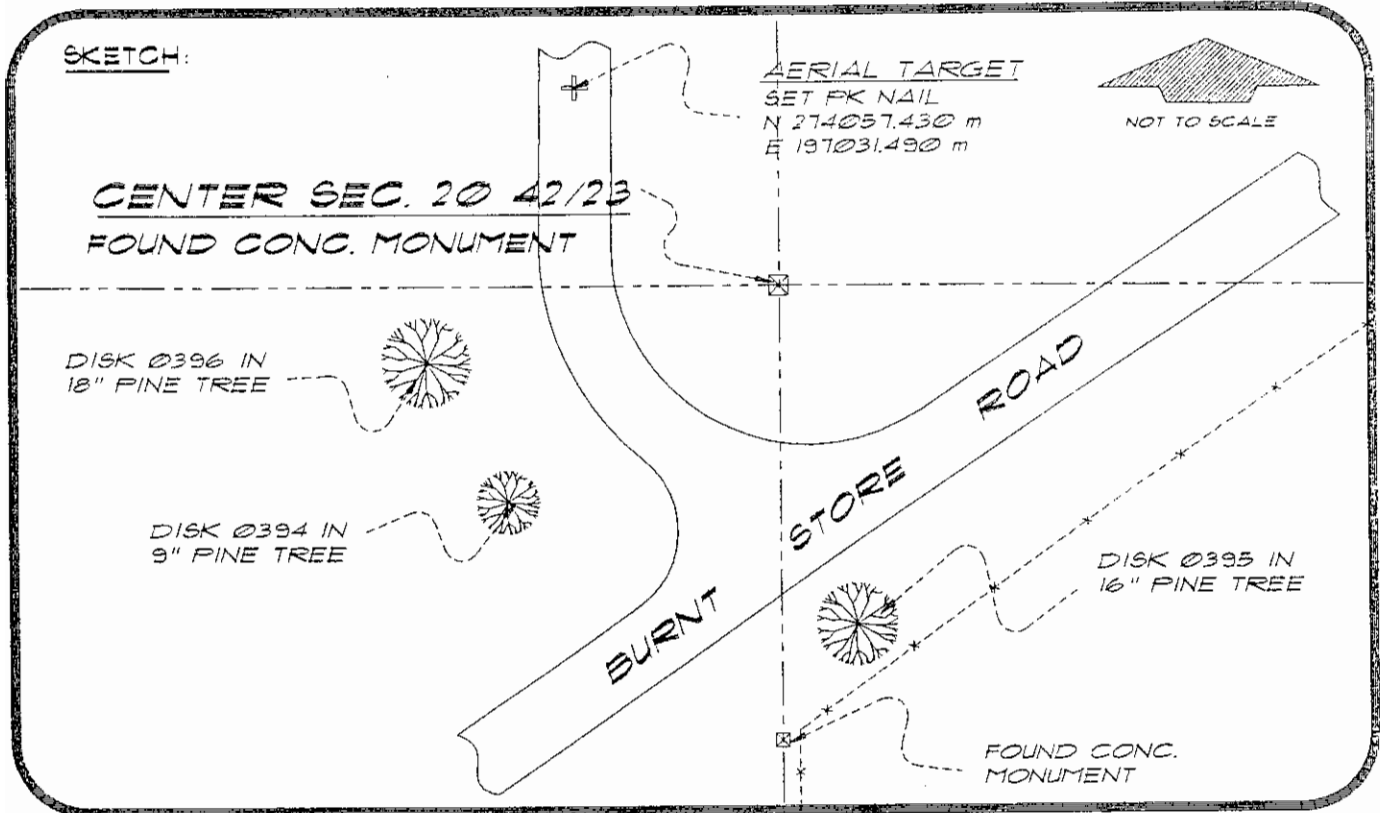 SKETCH:
AERIAL TARGET
SET PK NAIL
N 274057.430 m
E 197031.490 m
NOT TO SCALE
CENTER SEC. 20 42/23
FOUND CONC. MONUMENT
DISK 0396 IN
18" PINE TREE
DISK 0394 IN
9" PINE TREE
BURNT STORE ROAD
DISK 0395 IN
16" PINE TREE
FOUND CONC.
MONUMENT